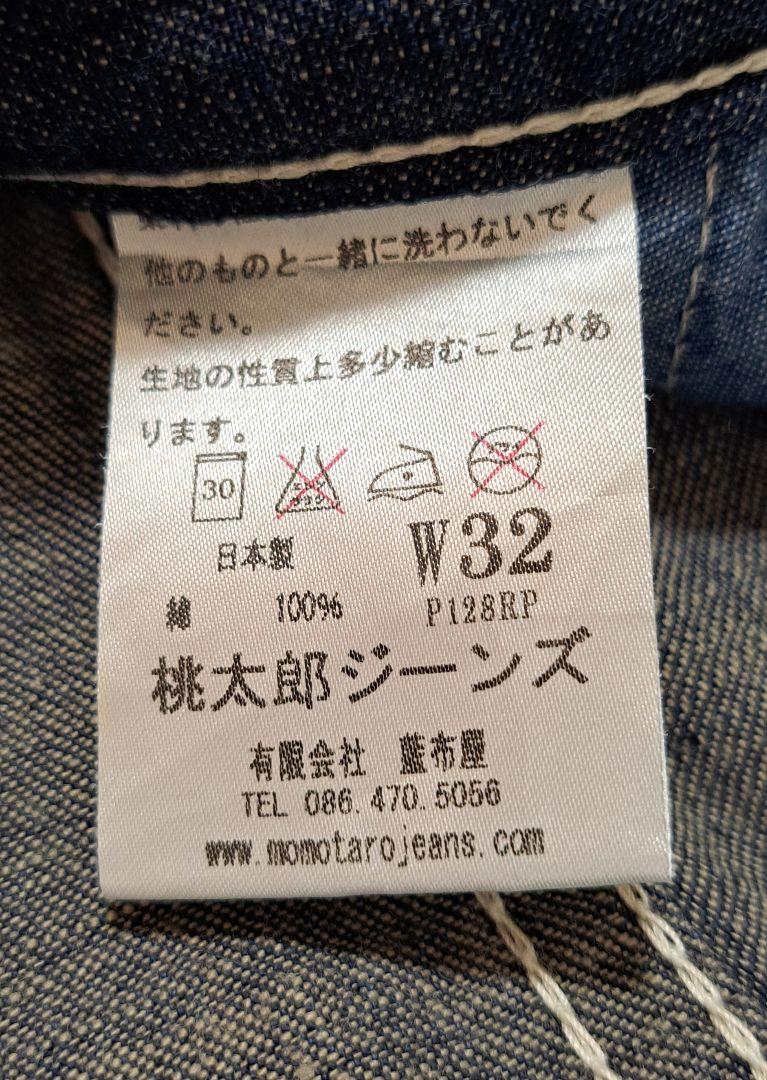 他のものと一緒に洗わないでく
ださい。
生地の性質上多少縮むことがあ
ります。
30
日本製
W32
綿 100%
P128RP
桃太郎ジーンズ
有限会社 藍布屋
TEL 086.470.5056
www.momotarojeans.com